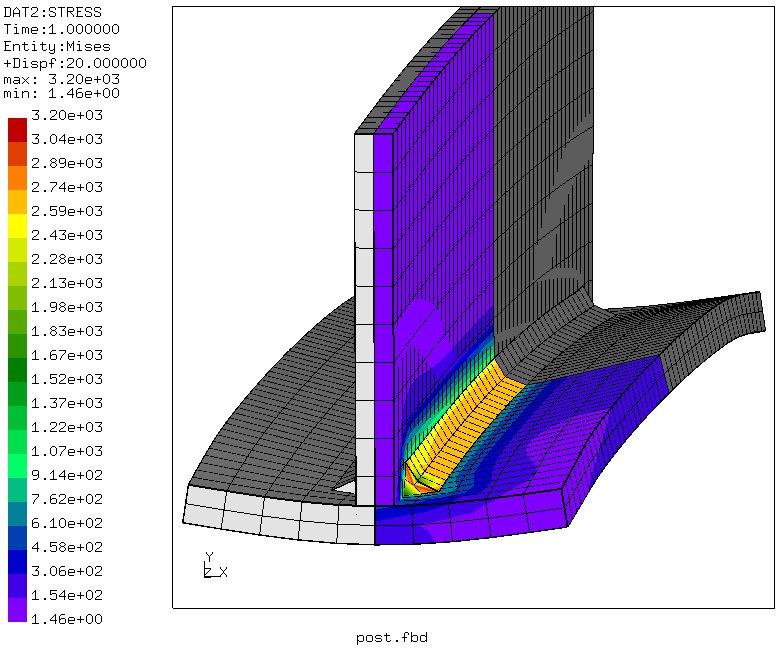 DAT2:STRESS
Time:1.000000
Entity:Mises
+Dispf:20.000000
max: 3.20e+03
min: 1.46e+00
3.20e+03
3.04e+03
2.89e+03
2.74e+03
2.59e+03
2.43e+03
2.28e+03
2.13e+03
1.98e+03
1.83e+03
1.67e+03
1.52e+03
1.37e+03
1.22e+03
1.07e+03
9.14e+02
7.62e+02
6.10e+02
4.58e+02
3.06e+02
1.54e+02
1.46e+00
Y
Z X
post.fbd